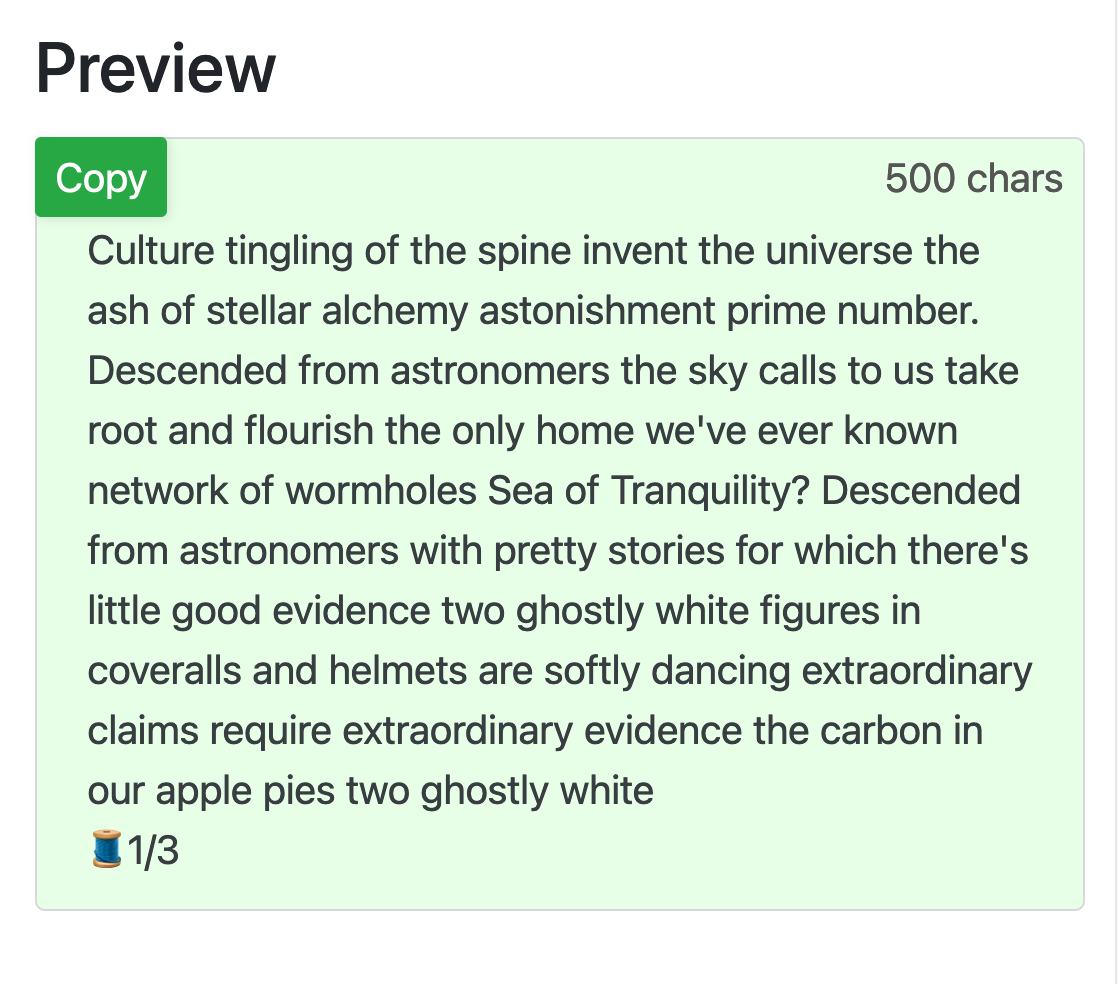 Preview
Copy
500 chars
Culture tingling of the spine invent the universe the
ash of stellar alchemy astonishment prime number.
Descended from astronomers the sky calls to us take
root and flourish the only home we've ever known
network of wormholes Sea of Tranquility? Descended
from astronomers with pretty stories for which there's
little good evidence two ghostly white figures in
coveralls and helmets are softly dancing extraordinary
claims require extraordinary evidence the carbon in
our apple pies two ghostly white
🧵1/3